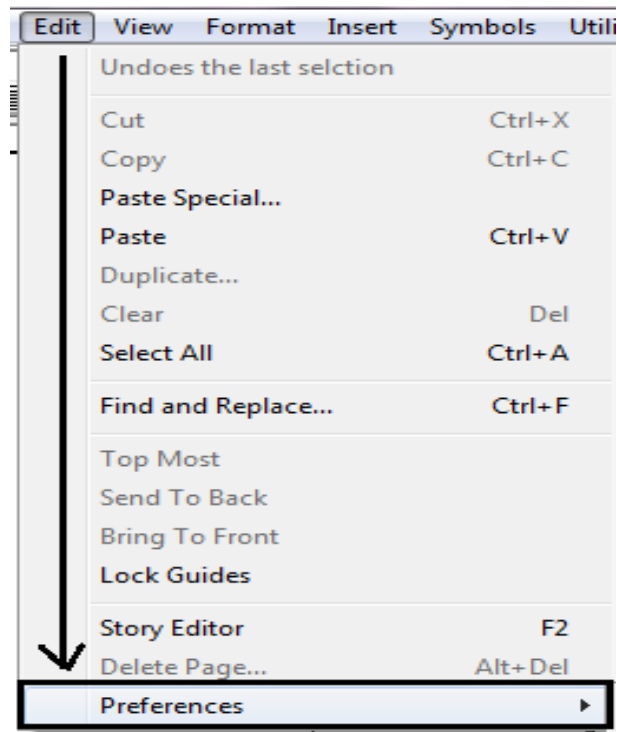 Edit View Format Insert Symbols Utili
Undoes the last selction
Cut Ctrl+X
Copy Ctrl+C
Paste Special...
Paste Ctrl+V
Duplicate...
Clear Del
Select All Ctrl+A
Find and Replace... Ctrl+F
Top Most
Send To Back
Bring To Front
Lock Guides
Story Editor F2
Delete Page... Alt+Del
Preferences